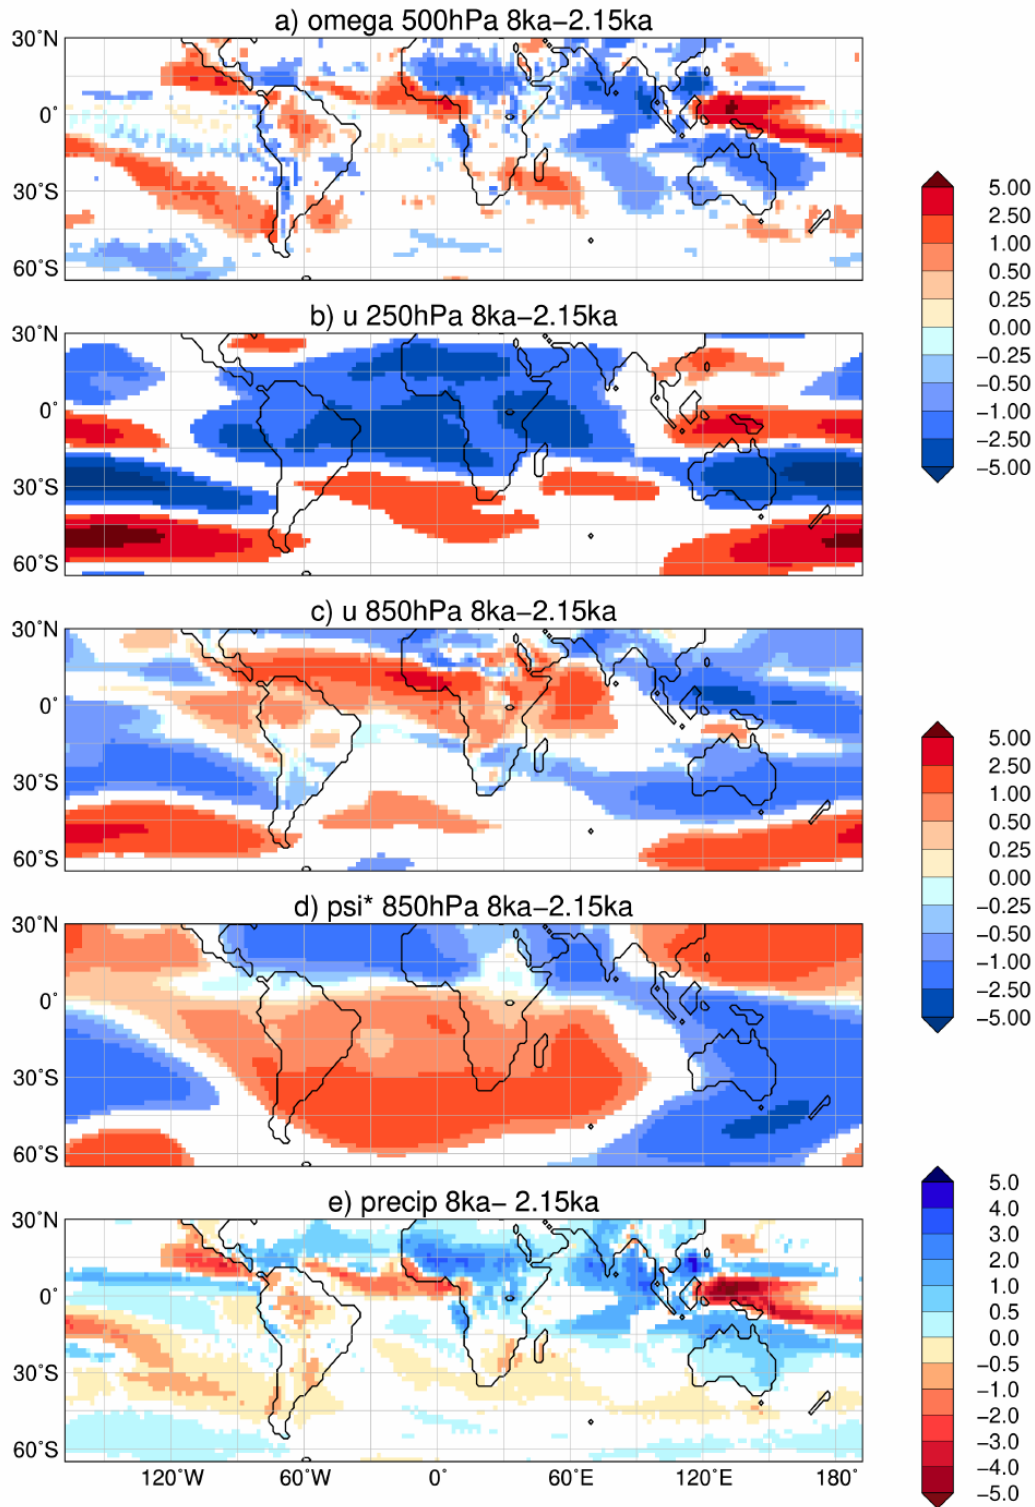 a) omega 500hPa 8ka−2.15ka
30˚N
0˚
30˚S
60˚S
5.00
2.50
1.00
0.50
0.25
0.00
−0.25
−0.50
−1.00
−2.50
−5.00
b) u 250hPa 8ka−2.15ka
30˚N
0˚
30˚S
60˚S
c) u 850hPa 8ka−2.15ka
30˚N
0˚
30˚S
60˚S
5.00
2.50
1.00
0.50
0.25
0.00
−0.25
−0.50
−1.00
−2.50
−5.00
d) psi* 850hPa 8ka−2.15ka
30˚N
0˚
30˚S
60˚S
e) precip 8ka− 2.15ka
30˚N
0˚
30˚S
60˚S
120˚W 60˚W 0˚ 60˚E 120˚E 180˚
5.0
4.0
3.0
2.0
1.0
0.5
0.0
−0.5
−1.0
−2.0
−3.0
−4.0
−5.0